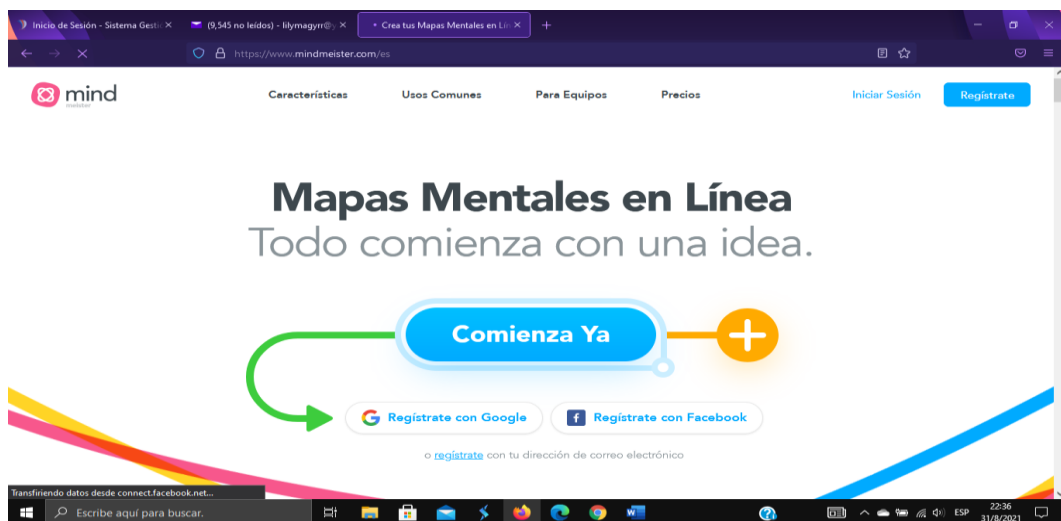 Inicio de Sesión - Sistema Gestic
(9,545 no leídos) - lilymagyrr@y
Crea tus Mapas Mentales en Lín
https://www.mindmeister.com/es
mind
meister
Características
Usos Comunes
Para Equipos
Precios
Iniciar Sesión
Regístrate
Mapas Mentales en Línea
Todo comienza con una idea.
Comienza Ya
Regístrate con Google
Regístrate con Facebook
o regístrate con tu dirección de correo electrónico
Transfiriendo datos desde connect.facebook.net...
Escribe aquí para buscar.
ESP
22:36
31/8/2021